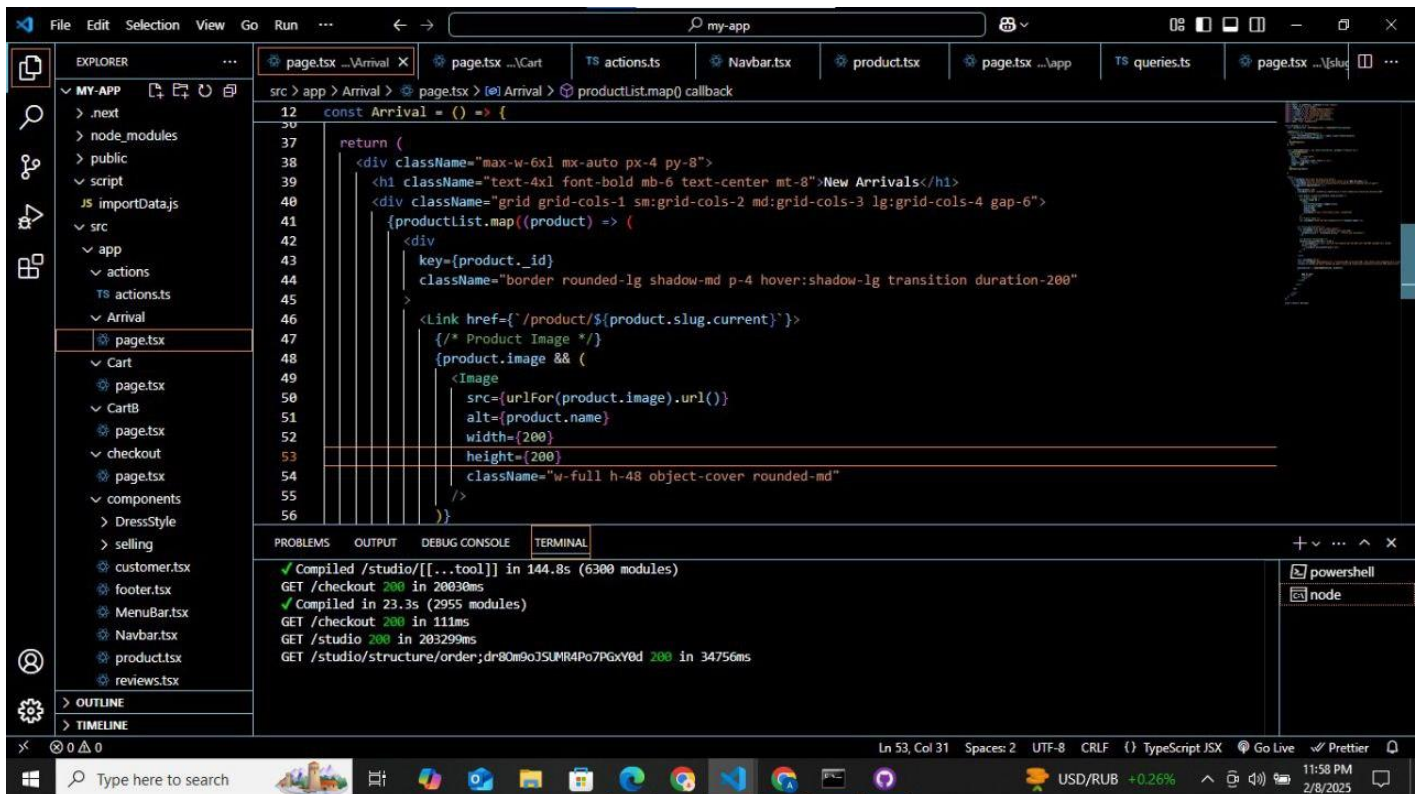 File Edit Selection View Go Run ··· ← → my-app
EXPLORER ···
MY-APP
> .next
> node_modules
> public
script
JS importData.js
src
app
actions
TS actions.ts
Arrival
page.tsx
Cart
page.tsx
CartB
page.tsx
checkout
page.tsx
components
> DressStyle
> selling
customer.tsx
footer.tsx
MenuBar.tsx
Navbar.tsx
product.tsx
reviews.tsx
> OUTLINE
> TIMELINE
page.tsx ...\Arrival × page.tsx ...\Cart TS actions.ts Navbar.tsx product.tsx page.tsx ...\app TS queries.ts page.tsx ...\[slug ···
src > app > Arrival > page.tsx > Arrival > productList.map() callback
12 const Arrival = () => {
36
37 return (
38 <div className="max-w-6xl mx-auto px-4 py-8">
39 <h1 className="text-4xl font-bold mb-6 text-center mt-8">New Arrivals</h1>
40 <div className="grid grid-cols-1 sm:grid-cols-2 md:grid-cols-3 lg:grid-cols-4 gap-6">
41 {productList.map((product) => (
42 <div
43 key={product._id}
44 className="border rounded-lg shadow-md p-4 hover:shadow-lg transition duration-200"
45 >
46 <Link href={`/product/${product.slug.current}`}>
47 {/* Product Image */}
48 {product.image && (
49 <Image
50 src={urlFor(product.image).url()}
51 alt={product.name}
52 width={200}
53 height={200}
54 className="w-full h-48 object-cover rounded-md"
55 />
56 )}
PROBLEMS OUTPUT DEBUG CONSOLE TERMINAL
✓ Compiled /studio/[[...tool]] in 144.8s (6300 modules)
GET /checkout 200 in 20030ms
✓ Compiled in 23.3s (2955 modules)
GET /checkout 200 in 111ms
GET /studio 200 in 203299ms
GET /studio/structure/order;dr8Om9oJSUMR4Po7PGxY0d 200 in 34756ms
powershell
node
0 0 Ln 53, Col 31 Spaces: 2 UTF-8 CRLF {} TypeScript JSX Go Live Prettier
Type here to search USD/RUB +0.26% 11:58 PM
2/8/2025